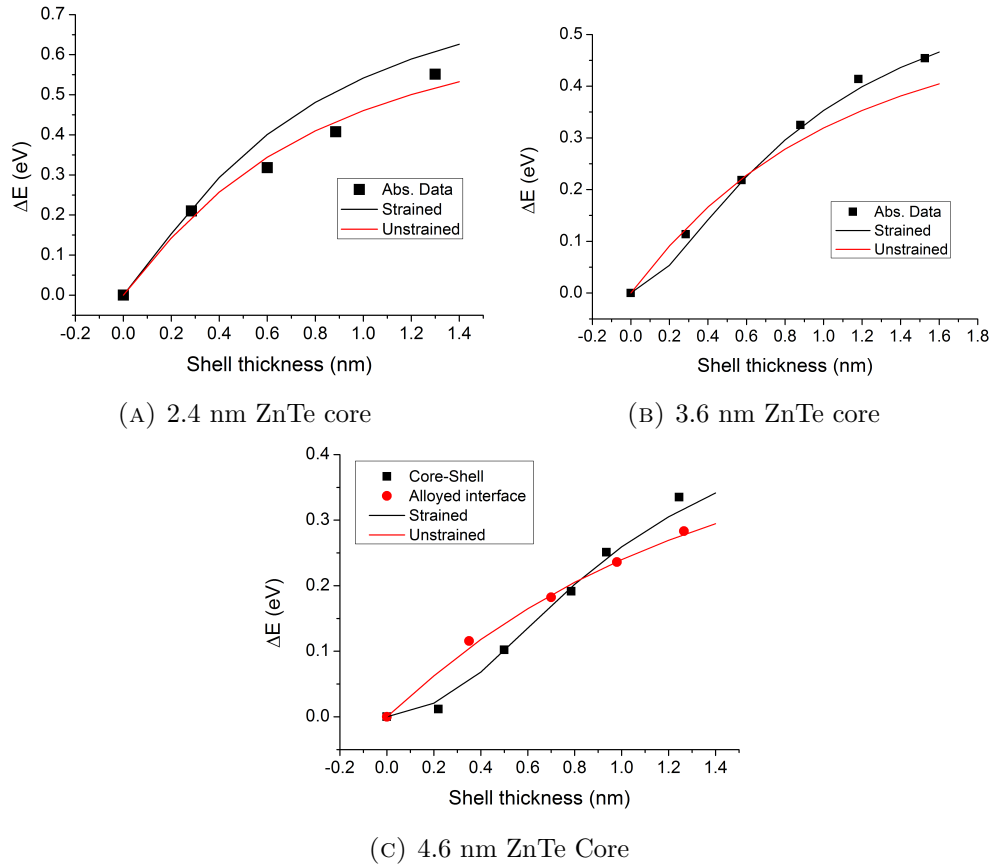 0.7
0.6
0.5
0.4
0.3
0.2
0.1
0.0
ΔE (eV)
Abs. Data
Strained
Unstrained
-0.2 0.0 0.2 0.4 0.6 0.8 1.0 1.2 1.4
Shell thickness (nm)
(A) 2.4 nm ZnTe core
0.5
0.4
0.3
0.2
0.1
0.0
ΔE (eV)
Abs. Data
Strained
Unstrained
-0.2 0.0 0.2 0.4 0.6 0.8 1.0 1.2 1.4 1.6 1.8
Shell thickness (nm)
(B) 3.6 nm ZnTe core
0.4
0.3
0.2
0.1
0.0
ΔE (eV)
Core-Shell
Alloyed interface
Strained
Unstrained
-0.2 0.0 0.2 0.4 0.6 0.8 1.0 1.2 1.4
Shell thickness (nm)
(C) 4.6 nm ZnTe Core